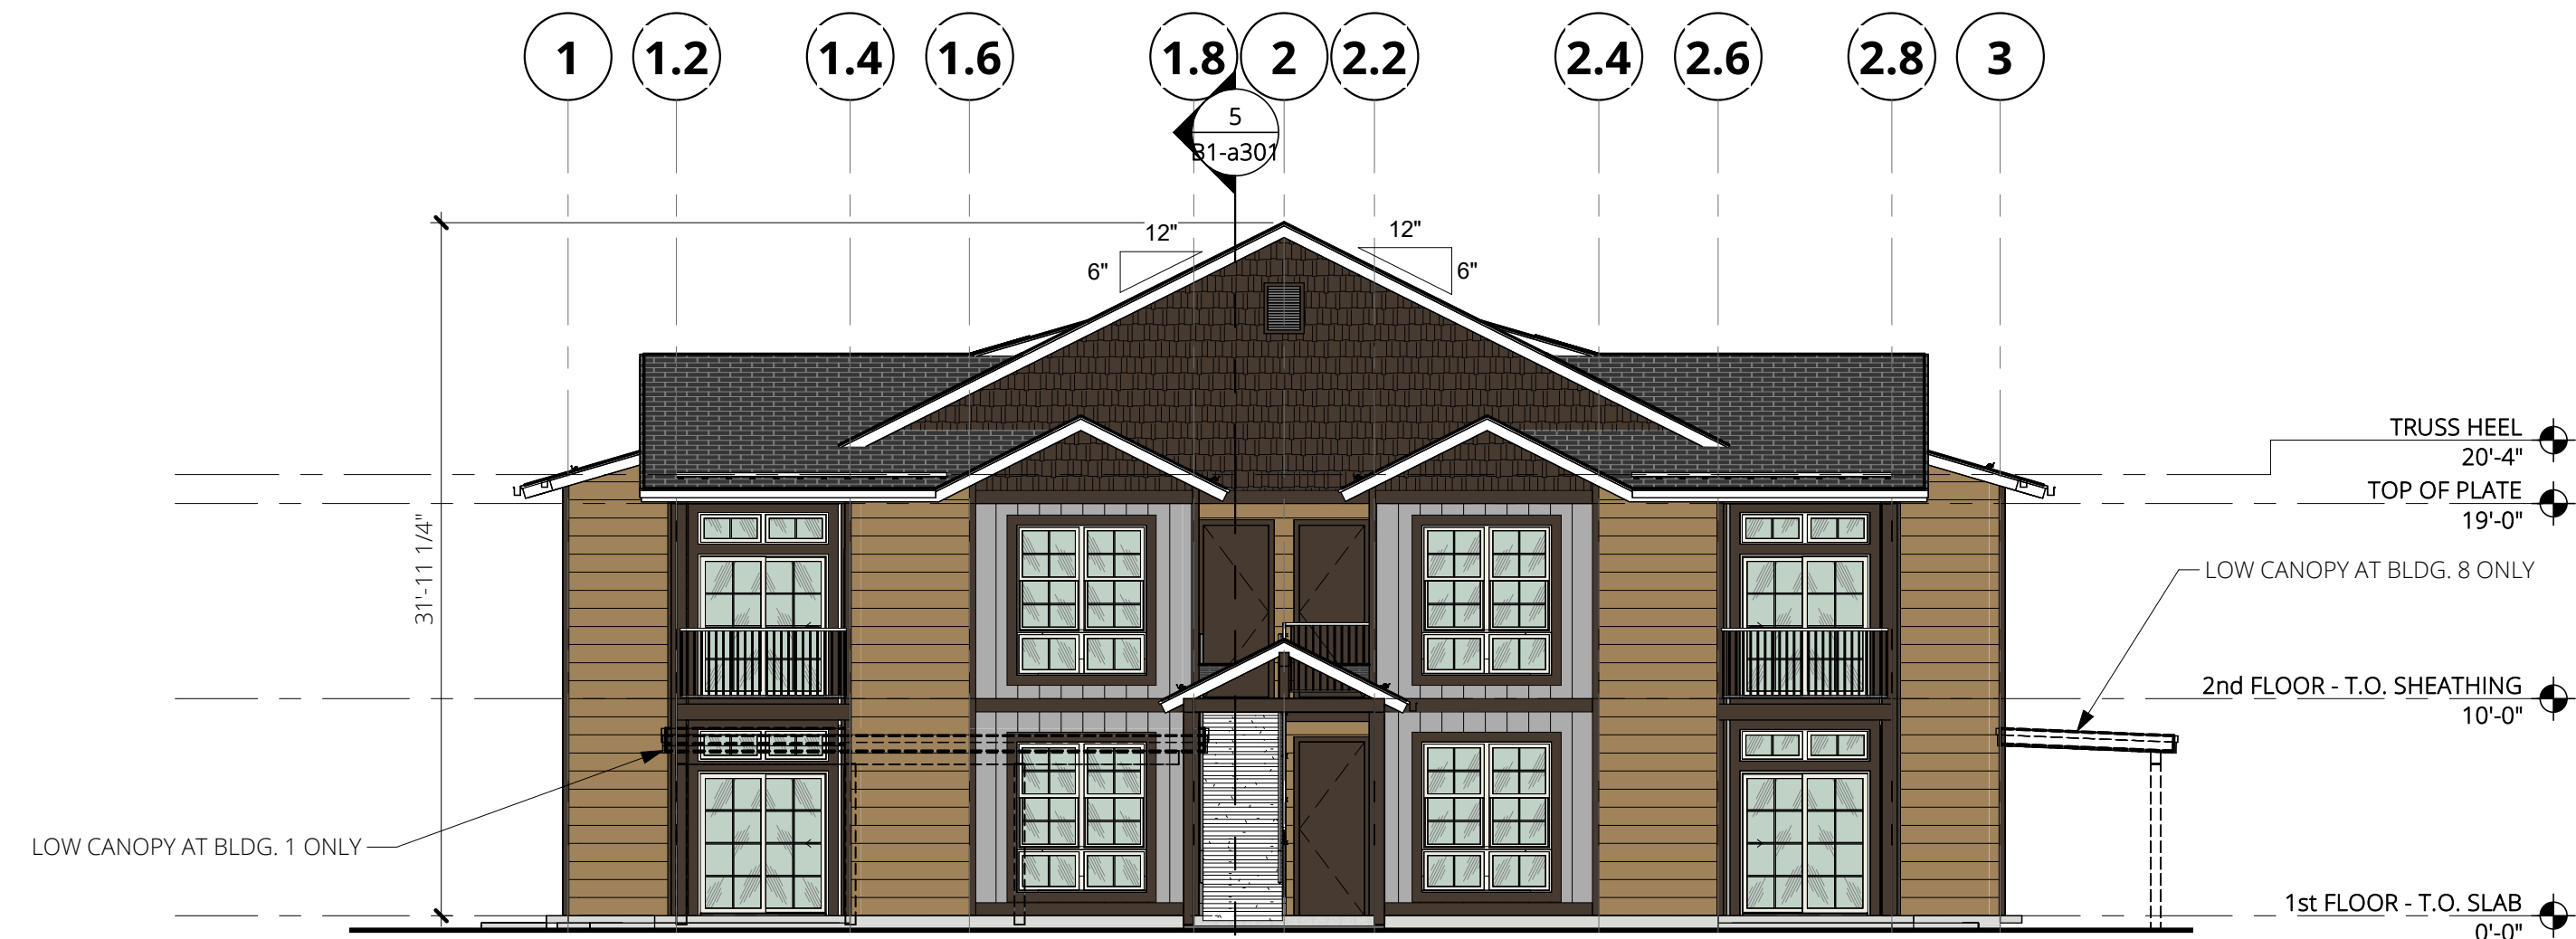 1 1.2 1.4 1.6 1.8 2 2.2 2.4 2.6 2.8 3
5
B1-a301
12"
6"
12"
6"
31'-11 1/4"
TRUSS HEEL
20'-4"
TOP OF PLATE
19'-0"
LOW CANOPY AT BLDG. 8 ONLY
2nd FLOOR - T.O. SHEATHING
10'-0"
LOW CANOPY AT BLDG. 1 ONLY
1st FLOOR - T.O. SLAB
0'-0"